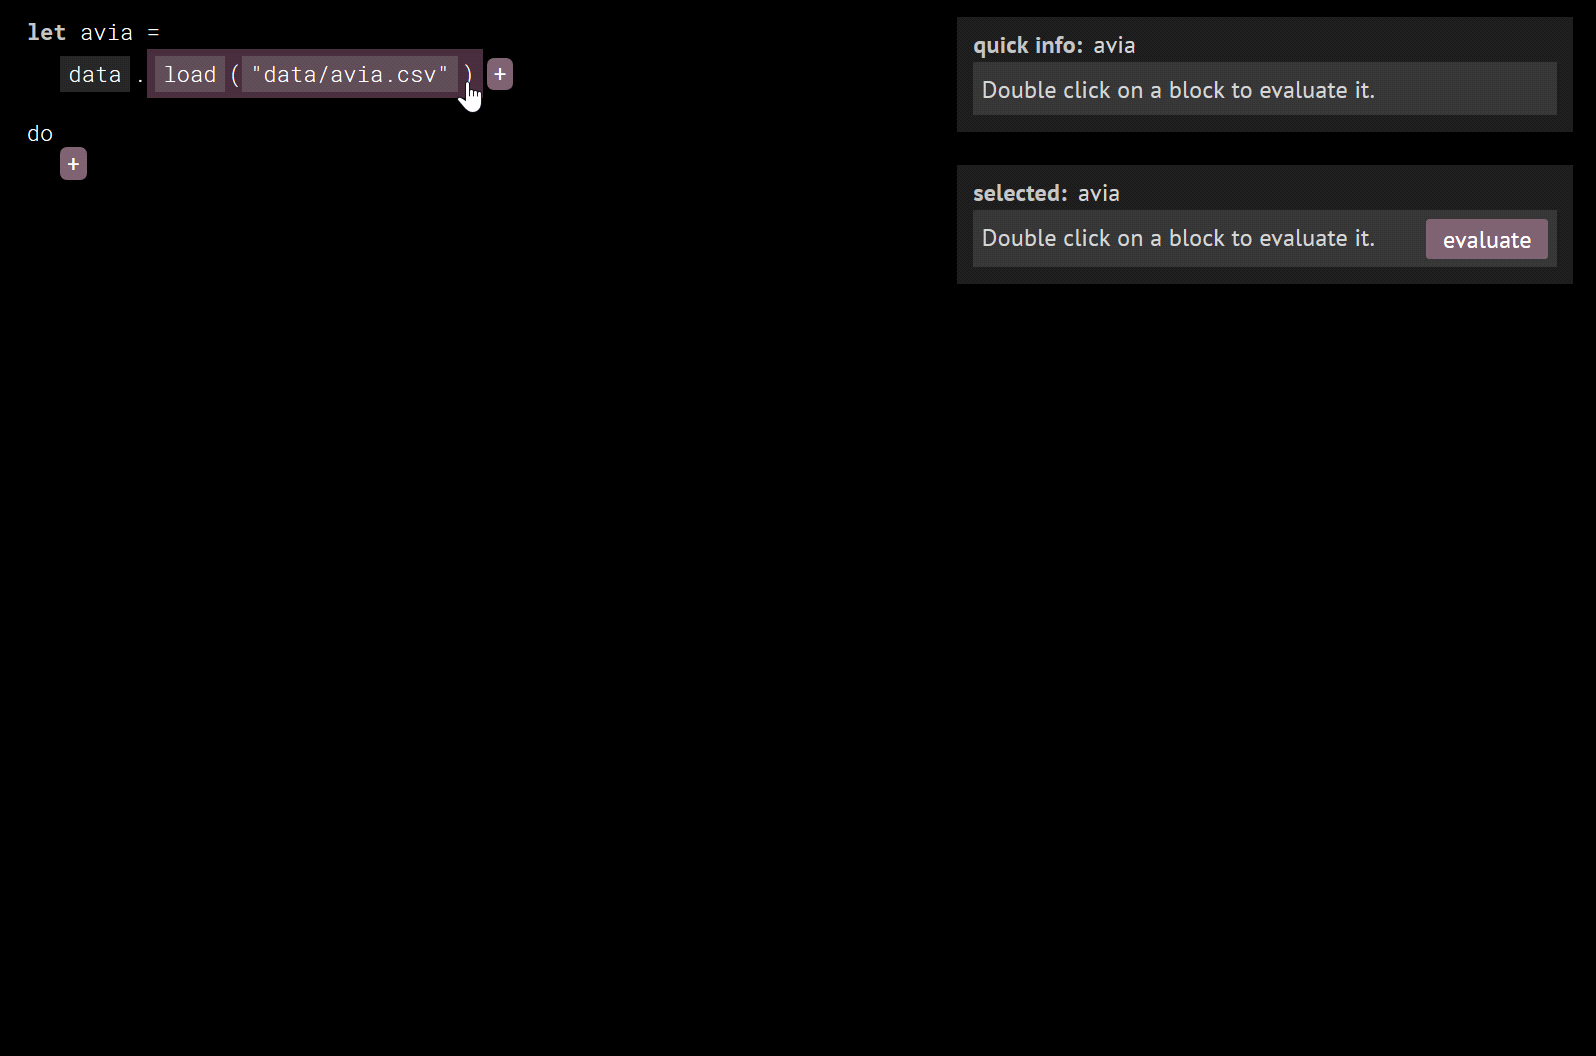 let avia =
data . load ( "data/avia.csv" ) +
do
+
quick info: avia
Double click on a block to evaluate it.
selected: avia
Double click on a block to evaluate it. evaluate